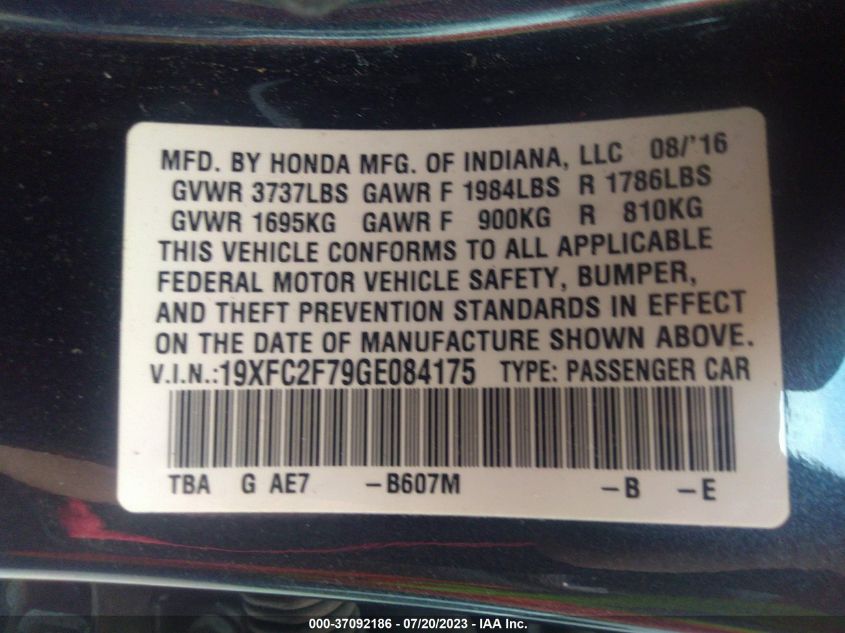 MFD. BY HONDA MFG. OF INDIANA, LLC 08/'16
GVWR 3737LBS GAWR F 1984LBS R 1786LBS
GVWR 1695KG GAWR F 900KG R 810KG
THIS VEHICLE CONFORMS TO ALL APPLICABLE
FEDERAL MOTOR VEHICLE SAFETY, BUMPER,
AND THEFT PREVENTION STANDARDS IN EFFECT
ON THE DATE OF MANUFACTURE SHOWN ABOVE.
V.I.N.:19XFC2F79GE084175 TYPE: PASSENGER CAR
TBA G AE7 -B607M -B -E
000-37092186 / 07/20/2023 - IAA Inc.